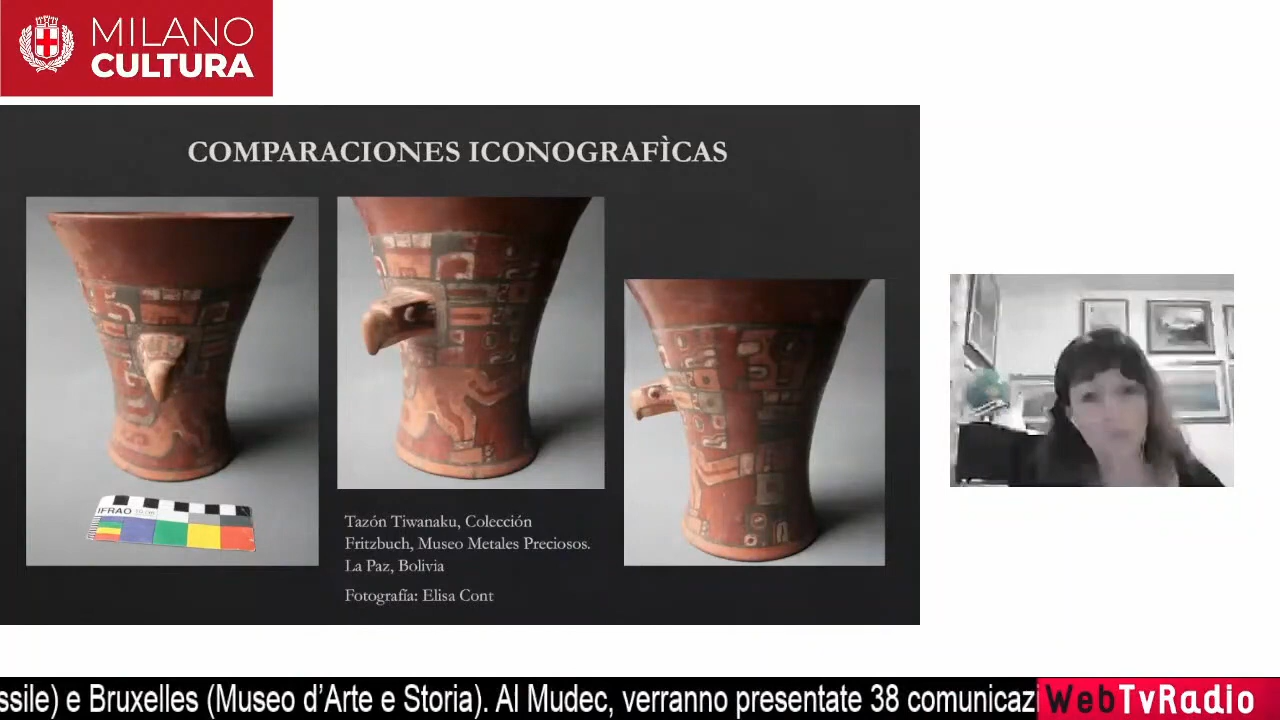 MILANO
CULTURA
COMPARACIONES ICONOGRAFÌCAS
IFRAO
Tazón Tiwanaku, Colección
Fritzbuch, Museo Metales Preciosos.
La Paz, Bolivia
Fotografía: Elisa Cont
ssile) e Bruxelles (Museo d’Arte e Storia). Al Mudec, verranno presentate 38 comunicazi
WebTvRadio